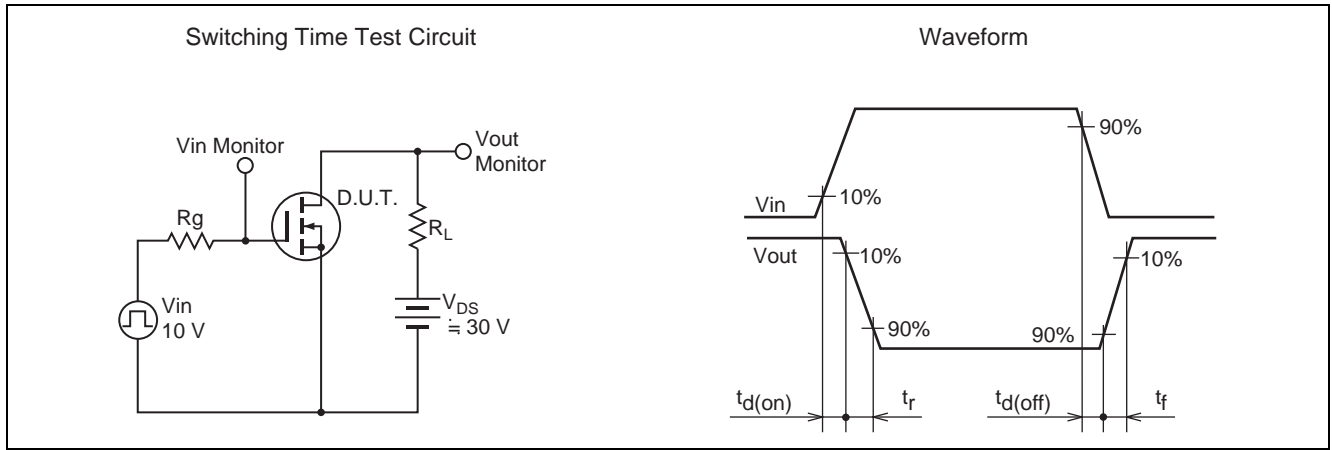 Switching Time Test Circuit
Vin Monitor
Vout
Monitor
D.U.T.
Rg
RL
Vin
10 V
VDS
≒ 30 V
Waveform
90%
10%
Vin
Vout
10%
10%
90%
90%
td(on)
tr
td(off)
tf